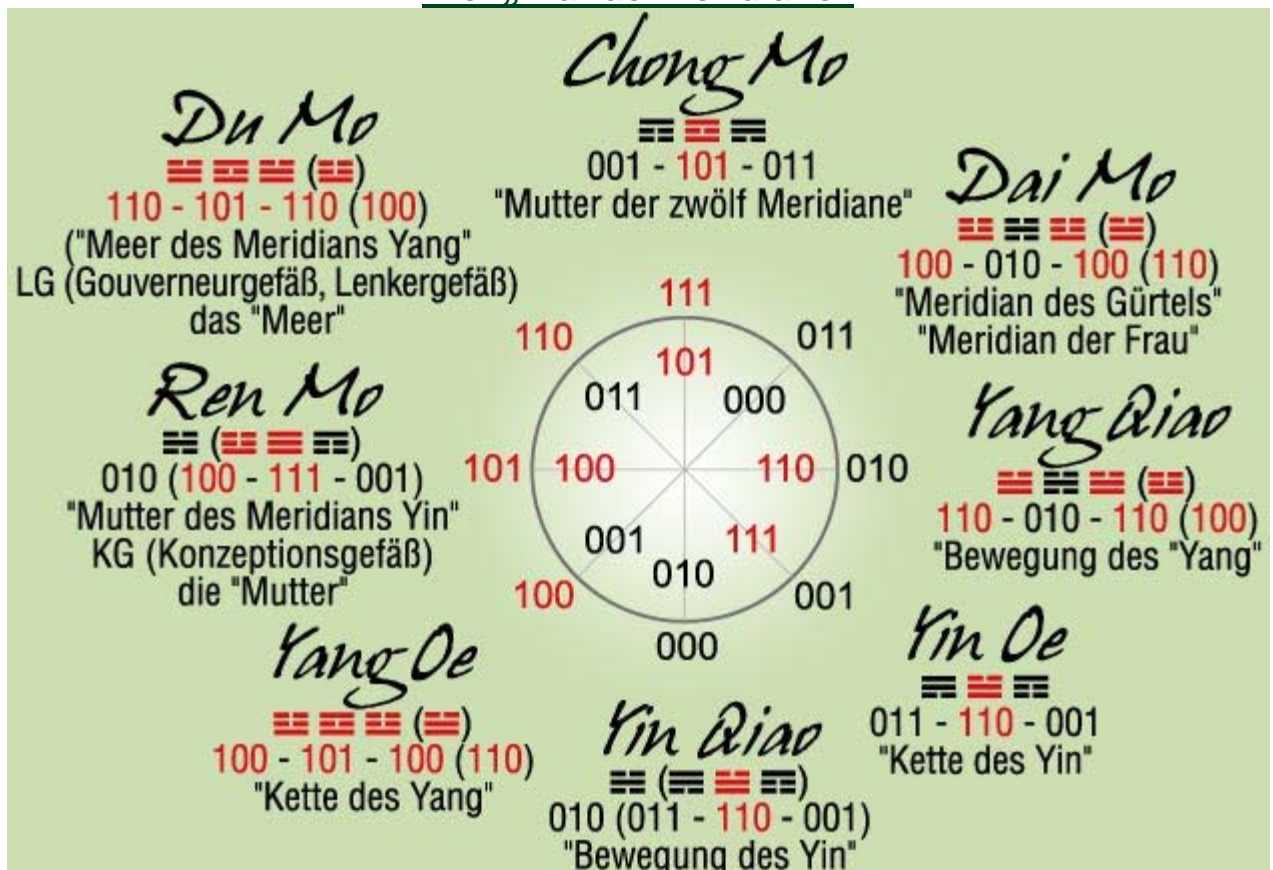 Chong Mo
☶ ☲ ☴
001 - 101 - 011
"Mutter der zwölf Meridiane"
Du Mo
110 - 101 - 110 (100)
("Meer des Meridians Yang"
LG (Gouverneurgefäß, Lenkergefäß)
das "Meer"
Dai Mo
100 - 010 - 100 (110)
"Meridian des Gürtels"
"Meridian der Frau"
Ren Mo
010 (100 - 111 - 001)
"Mutter des Meridians Yin"
KG (Konzeptionsgefäß)
die "Mutter"
Yang Qiao
110 - 010 - 110 (100)
"Bewegung des "Yang"
111
110
011
101
011
000
101
100
110
010
001
111
010
100
001
000
Yang Oe
100 - 101 - 100 (110)
"Kette des Yang"
Yin Qiao
010 (011 - 110 - 001)
"Bewegung des Yin"
Yin Oe
011 - 110 - 001
"Kette des Yin"